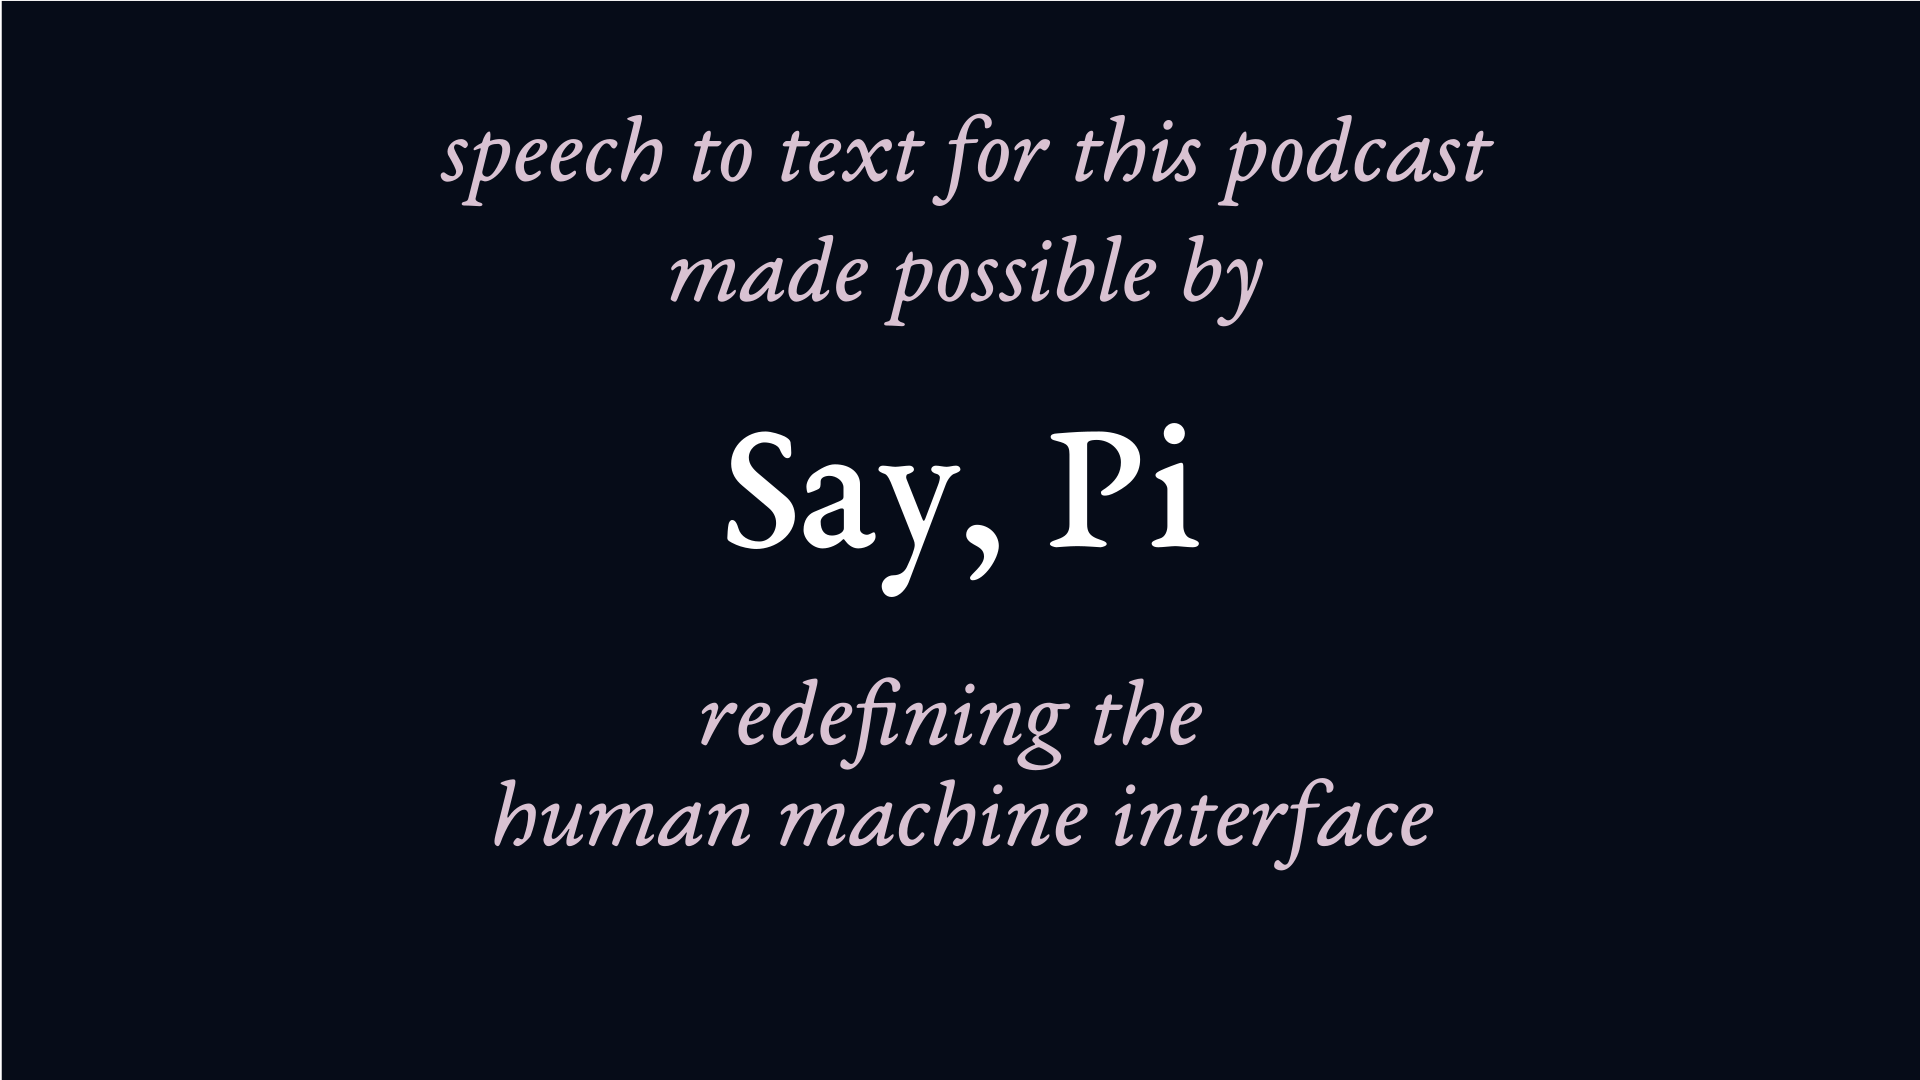 speech to text for this podcast
made possible by
Say, Pi
redefining the
human machine interface